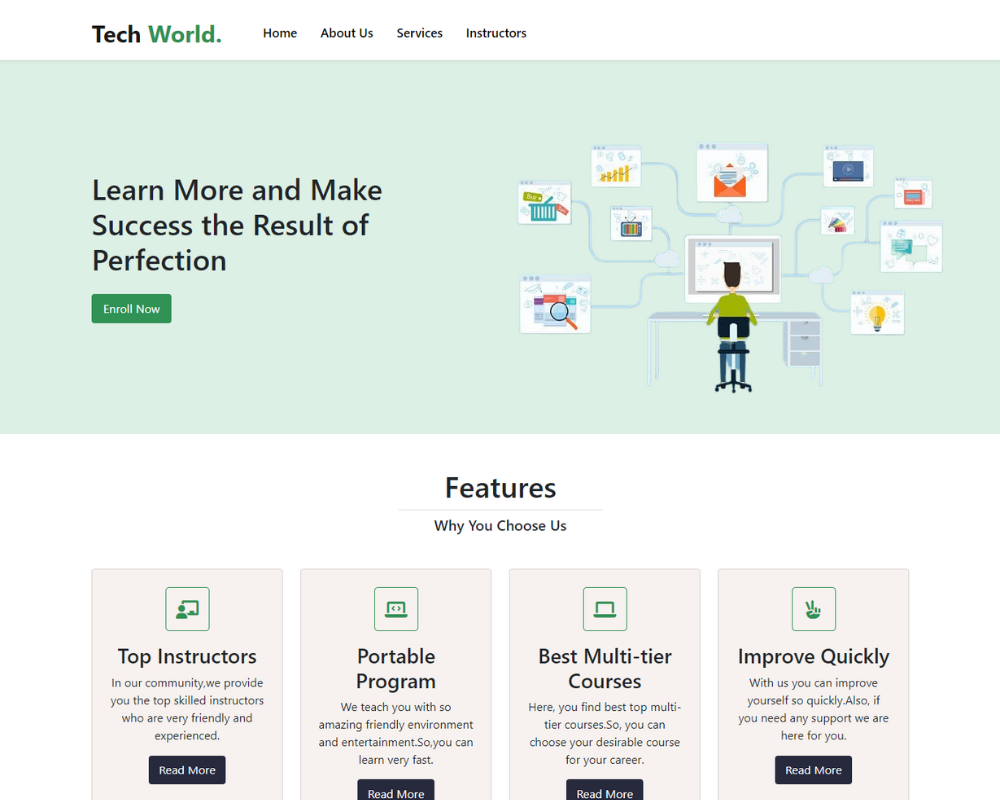 Tech World.
Home
About Us
Services
Instructors
Learn More and Make
Success the Result of
Perfection
Enroll Now
Features
Why You Choose Us
Top Instructors
In our community,we provide
you the top skilled instructors
who are very friendly and
experienced.
Read More
Portable
Program
We teach you with so
amazing friendly environment
and entertainment.So,you can
learn very fast.
Read More
Best Multi-tier
Courses
Here, you find best top multi-
tier courses.So, you can
choose your desirable course
for your career.
Read More
Improve Quickly
With us you can improve
yourself so quickly.Also, if
you need any support we are
here for you.
Read More